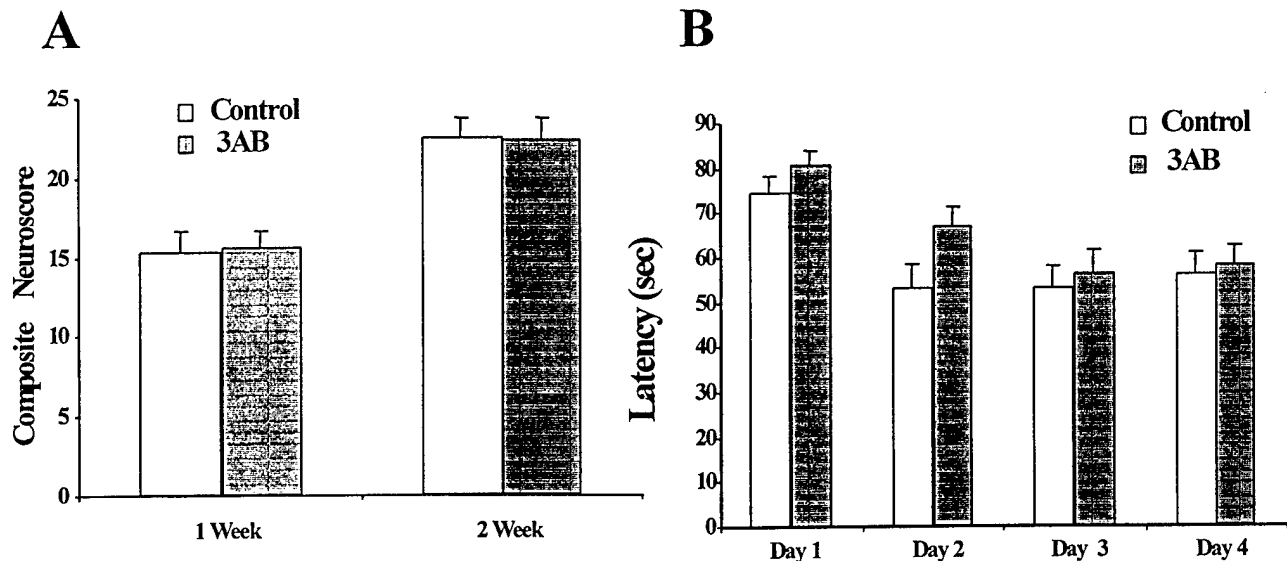 A
Composite Neuroscore
25
20
15
10
5
0
Control
3AB
1 Week
2 Week
B
Latency (sec)
90
80
70
60
50
40
30
20
10
0
Control
3AB
Day 1
Day 2
Day 3
Day 4